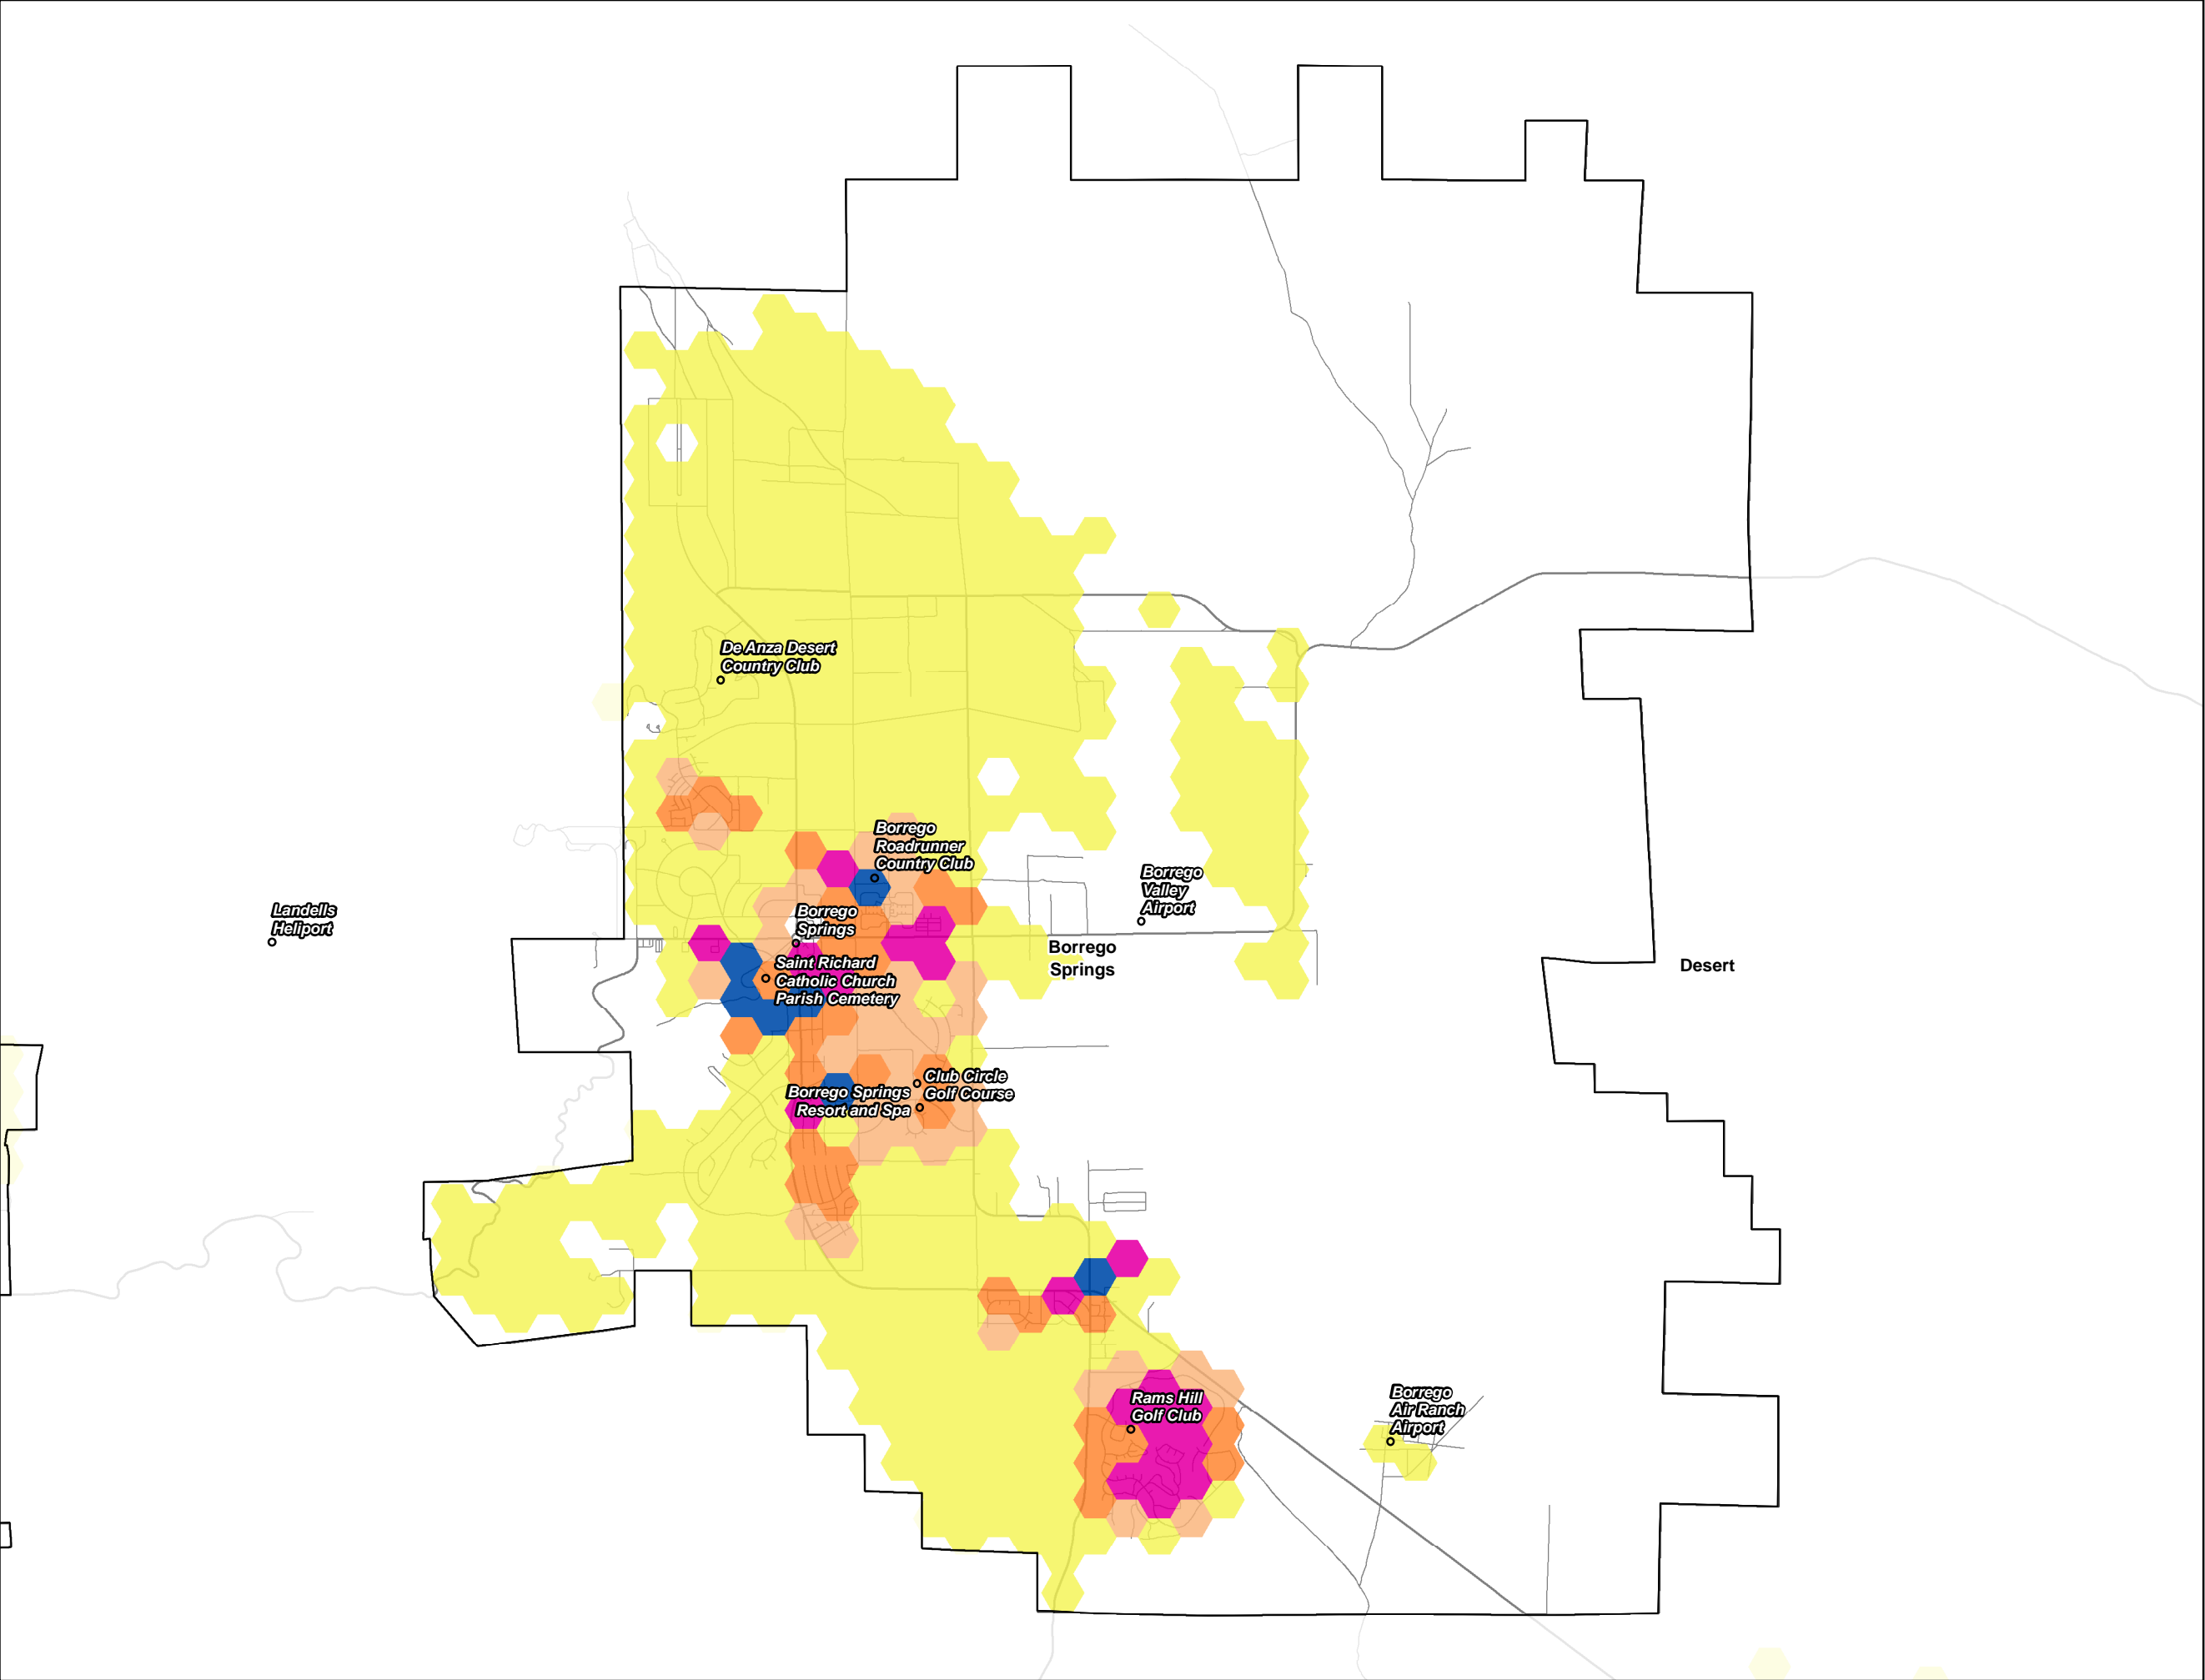 De Anza Desert
Country Club
Borrego
Roadrunner
Country Club
Borrego
Valley
Airport
Landells
Heliport
Borrego
Springs
Borrego
Springs
Desert
Saint Richard
Catholic Church
Parish Cemetery
Club Circle
Golf Course
Borrego Springs
Resort and Spa
Rams Hill
Golf Club
Borrego
Air Ranch
Airport